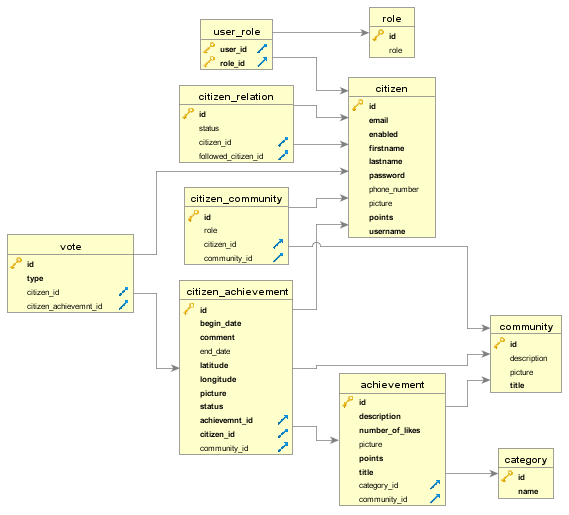 user_role
user_id
role_id
role
id
role
citizen
id
email
enabled
firstname
lastname
password
phone_number
picture
points
username
citizen_relation
id
status
citizen_id
followed_citizen_id
citizen_community
id
role
citizen_id
community_id
vote
id
type
citizen_id
citizen_achievemnt_id
citizen_achievement
id
begin_date
comment
end_date
latitude
longitude
picture
status
achievemnt_id
citizen_id
community_id
community
id
description
picture
title
achievement
id
description
number_of_likes
picture
points
title
category_id
community_id
category
id
name